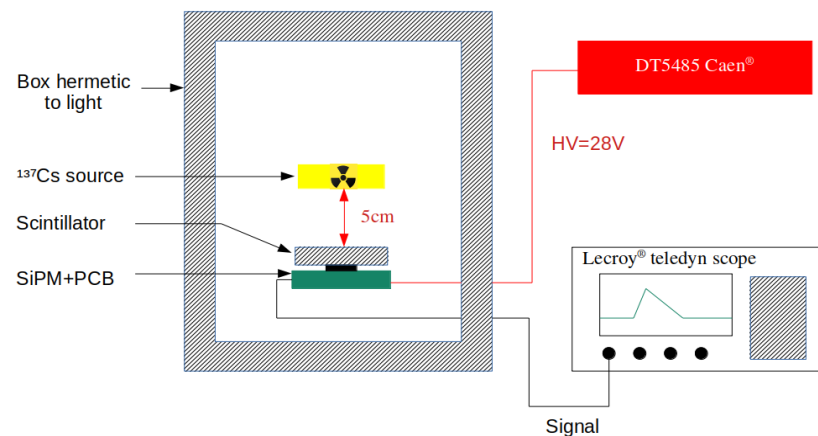 Box hermetic
to light
¹³⁷Cs source
Scintillator
SiPM+PCB
5cm
DT5485 Caen®
HV=28V
Lecroy® teledyn scope
Signal